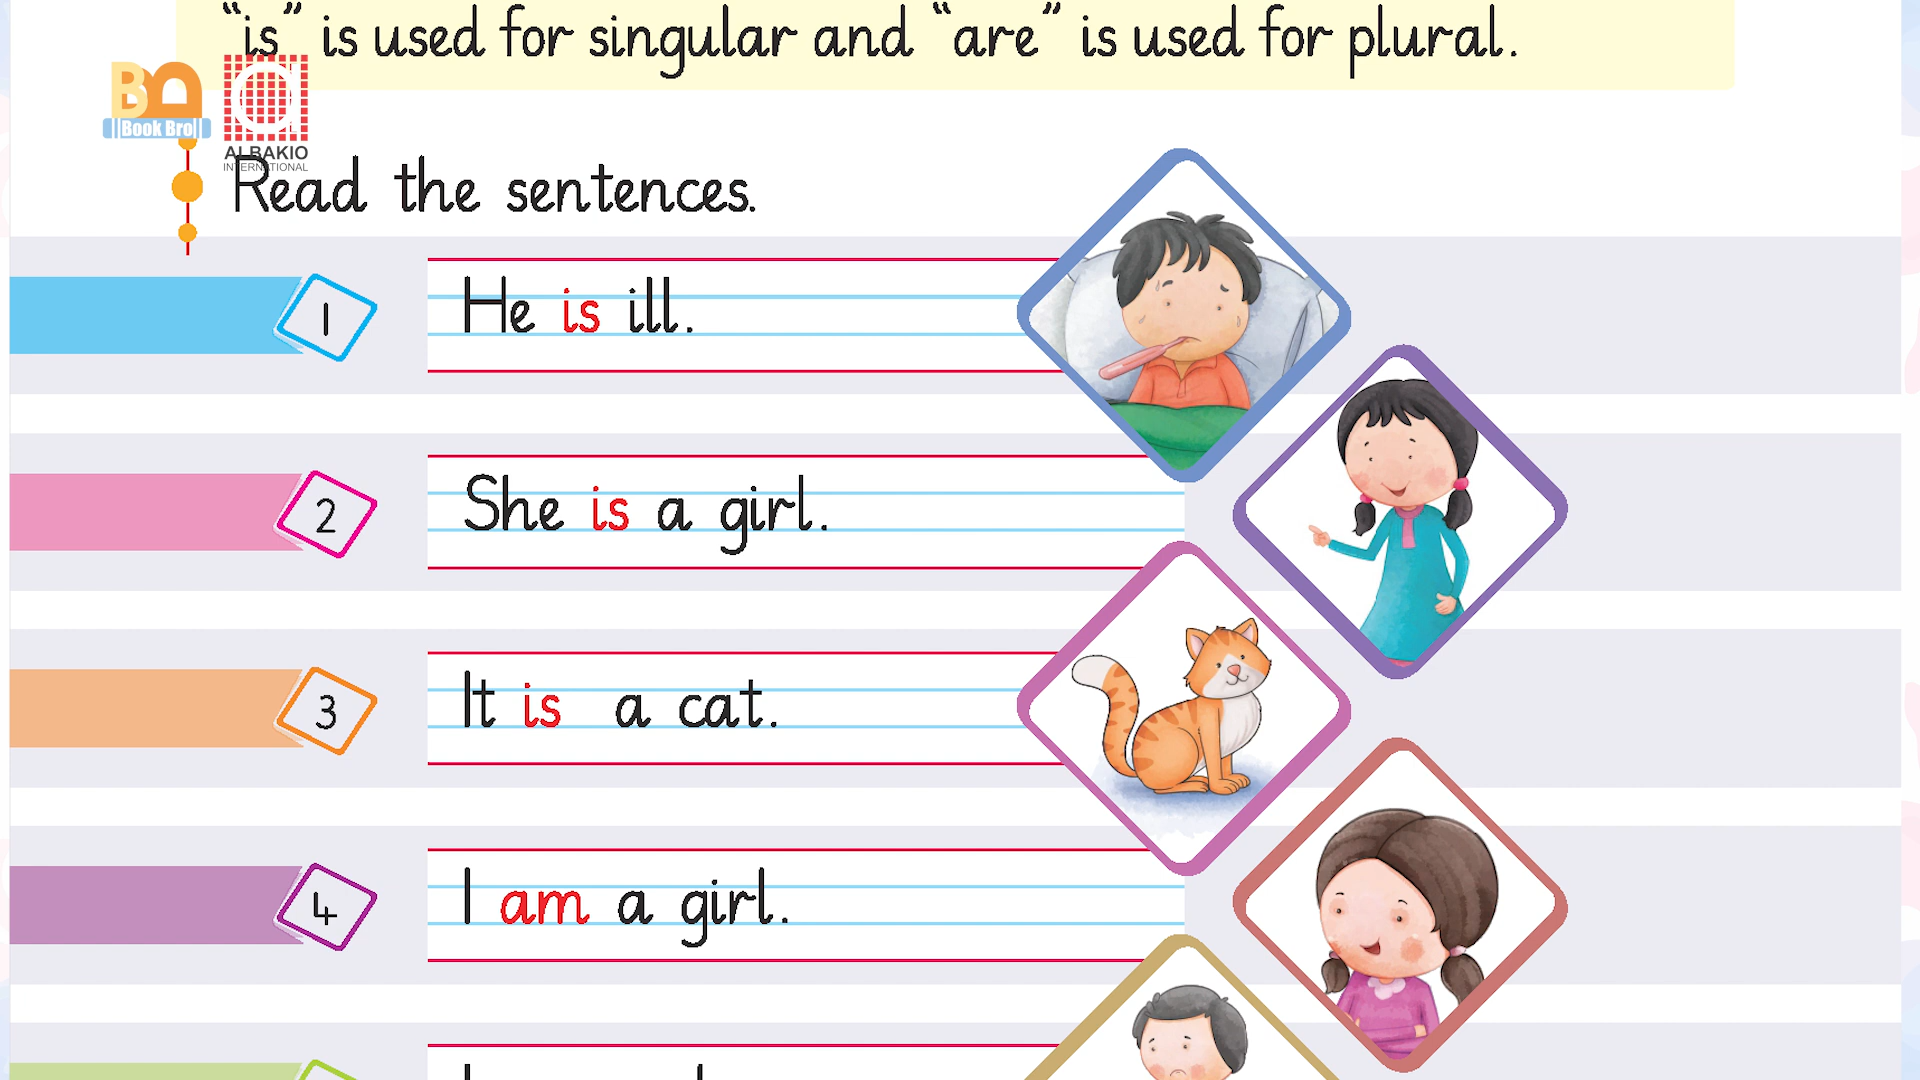 “is” is used for singular and “are” is used for plural.
BD
Book Bro
a
ALBAKIO
INTERNATIONAL
Read the sentences.
1
He is ill.
2
She is a girl.
3
It is a cat.
4
I am a girl.